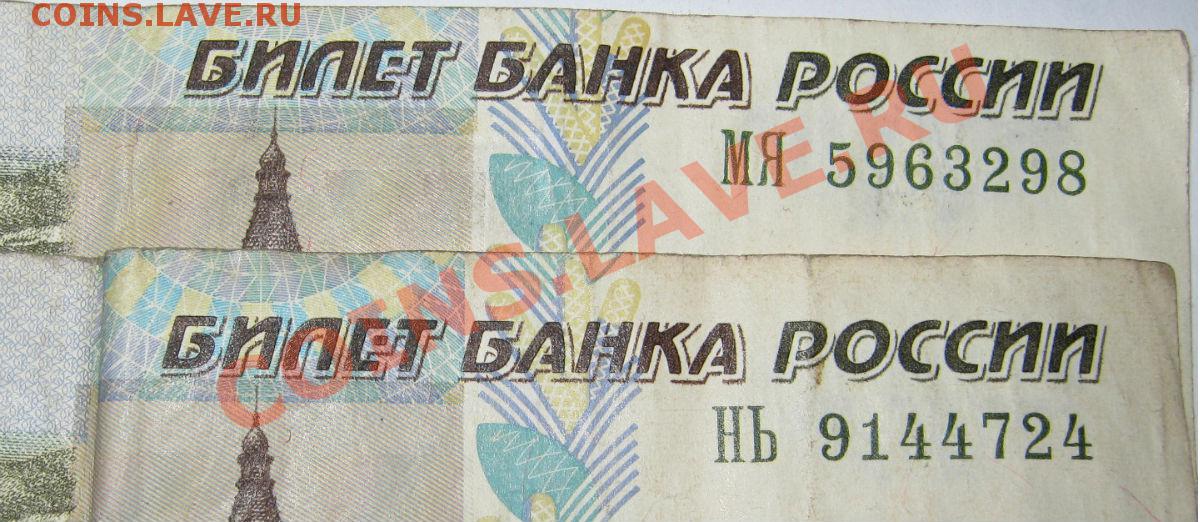 COINS.LAVE.RU
БИЛЕТ БАНКА РОССИИ
МЯ 5963298
COINS.LAVE.RU
БИЛЕТ БАНКА РОССИИ
НЬ 9144724